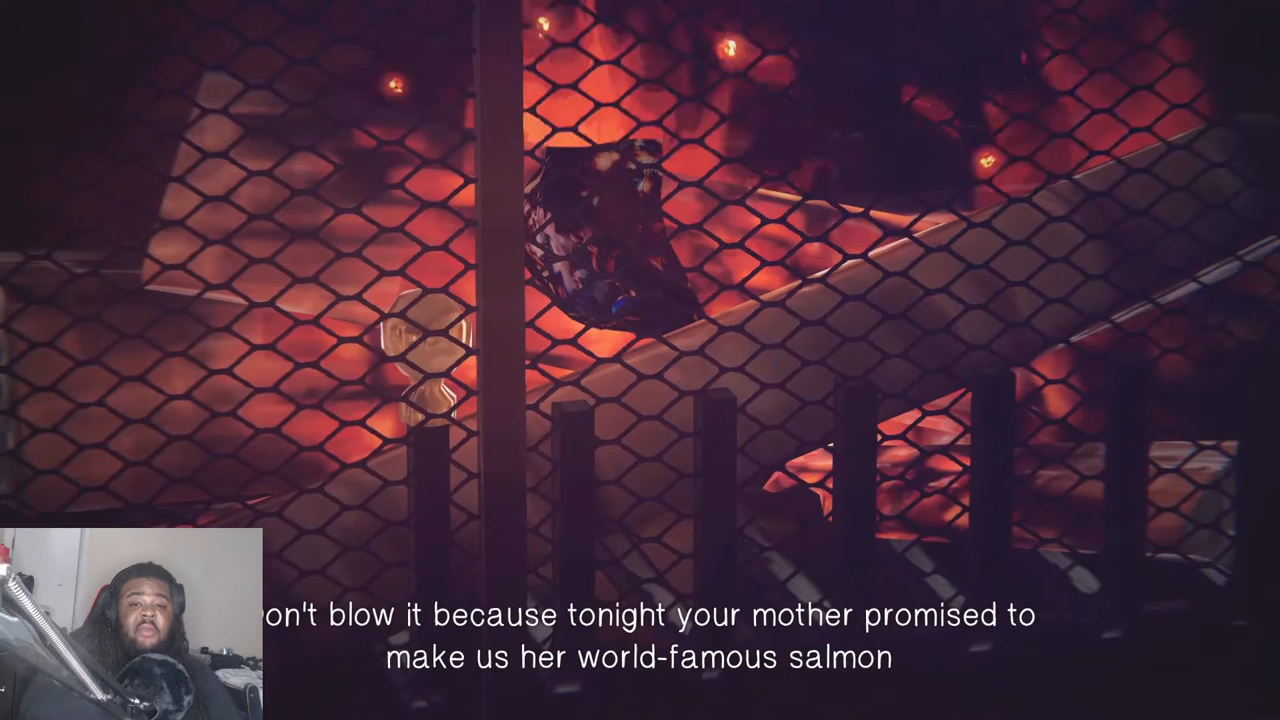 on't blow it because tonight your mother promised to
make us her world-famous salmon